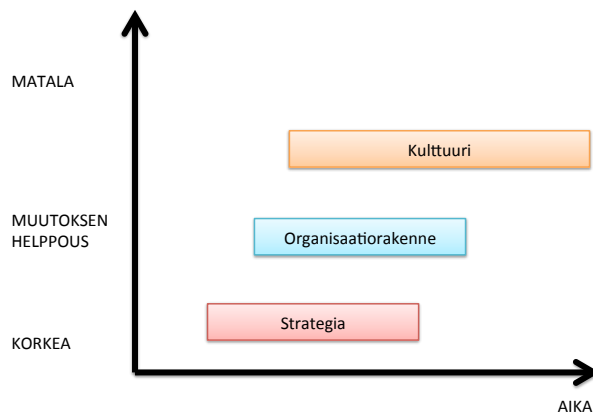 MATALA
Kulttuuri
MUUTOKSEN
HELPPOUS
Organisaatiorakenne
Strategia
KORKEA
AIKA